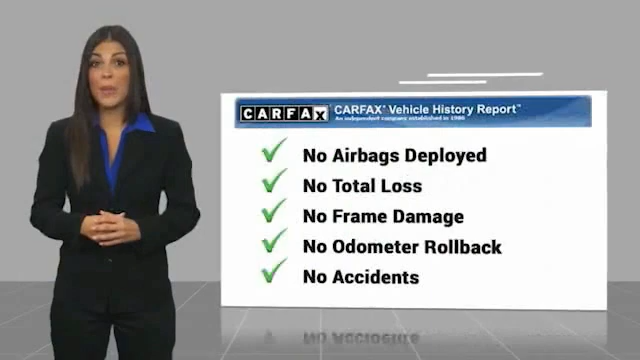 CARFAX CARFAX® Vehicle History Report™
An independent company established in 1986
No Airbags Deployed
No Total Loss
No Frame Damage
No Odometer Rollback
No Accidents